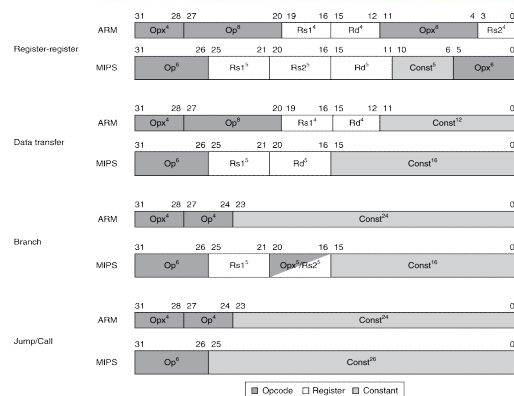 31 28 27 20 19 16 15 12 11 4 3 0
ARM Opx⁴ Op⁸ Rs1⁴ Rd⁴ Opx⁸ Rs2⁴
Register-register
31 26 25 21 20 16 15 11 10 6 5 0
MIPS Op⁶ Rs1⁵ Rs2⁵ Rd⁵ Const⁵ Opx⁶
31 28 27 20 19 16 15 12 11 0
ARM Opx⁴ Op⁸ Rs1⁴ Rd⁴ Const¹²
Data transfer
31 26 25 21 20 16 15 0
MIPS Op⁶ Rs1⁵ Rd⁵ Const¹⁶
31 28 27 24 23 0
ARM Opx⁴ Op⁴ Const²⁴
Branch
31 26 25 21 20 16 15 0
MIPS Op⁶ Rs1⁵ Opx⁵/Rs2⁵ Const¹⁶
31 28 27 24 23 0
ARM Opx⁴ Op⁴ Const²⁴
Jump/Call
31 26 25 0
MIPS Op⁶ Const²⁶
Opcode Register Constant